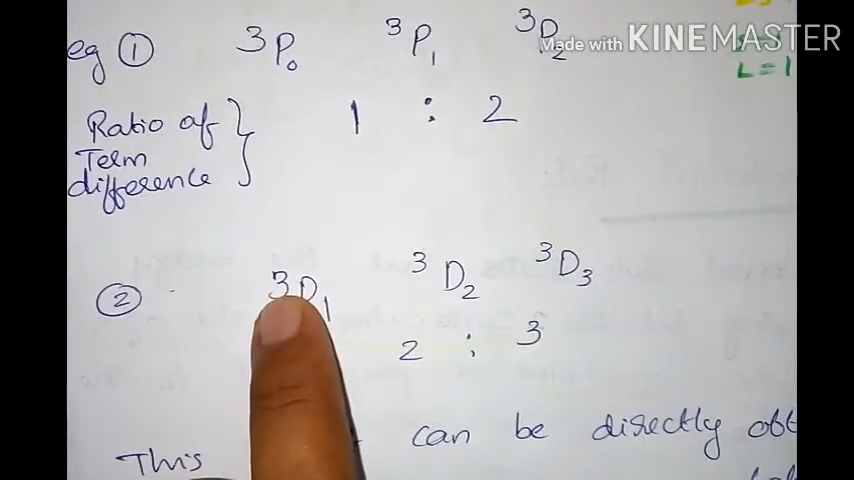 eg ① ³P₀ ³P₁ ³P₂
Made with KINEMASTER
L=1
Ratio of
Term
difference } 1 : 2
② ³D₁ ³D₂ ³D₃
2 : 3
This can be directly